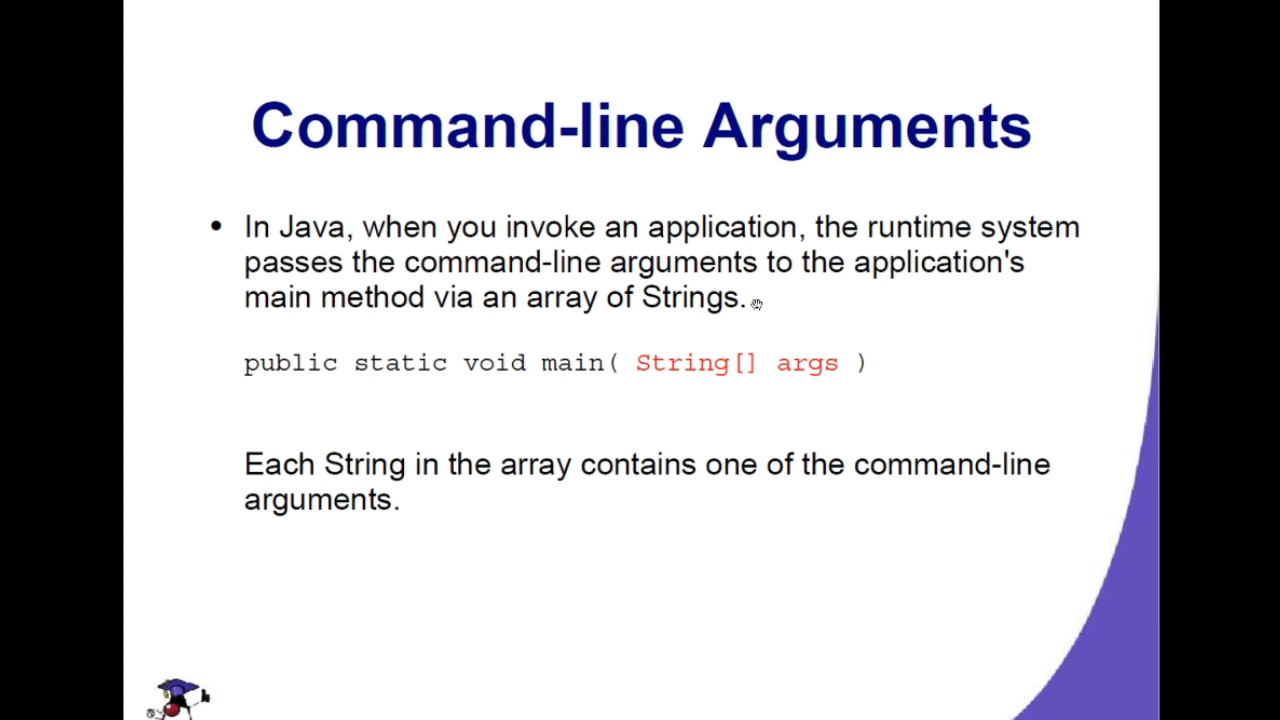 Command-line Arguments
• In Java, when you invoke an application, the runtime system
passes the command-line arguments to the application's
main method via an array of Strings.
public static void main( String[] args )
Each String in the array contains one of the command-line
arguments.